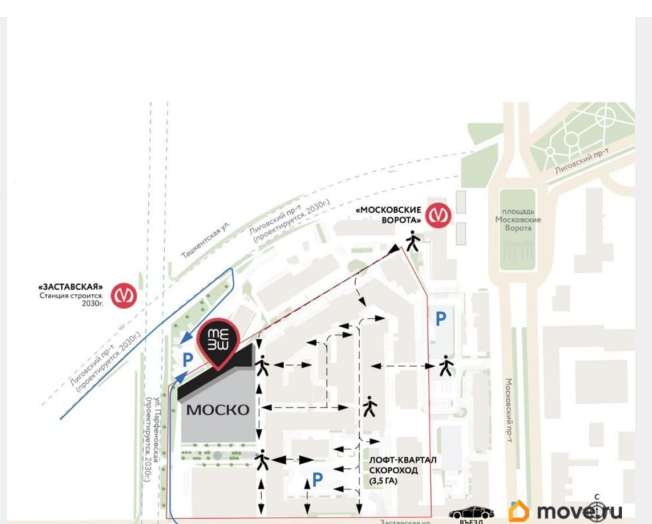 Лиговский пр-т
площадь
Московские
Ворота
«МОСКОВСКИЕ
ВОРОТА»
Лиговский пр-т
(проектируется, 2030г.)
Ташкентская ул.
«ЗАСТАВСКАЯ»
Станция строится.
2030г.
Лиговский пр-т
(проектируется, 2030г.)
P
P
МОСКО
ул. Парфёновская
(проектируется, 2030г.)
Московский пр-т
ЛОФТ-КВАРТАЛ
СКОРОХОД
(3,5 ГА)
P
Заставская ул.
ВЪЕЗД
С
move.ru